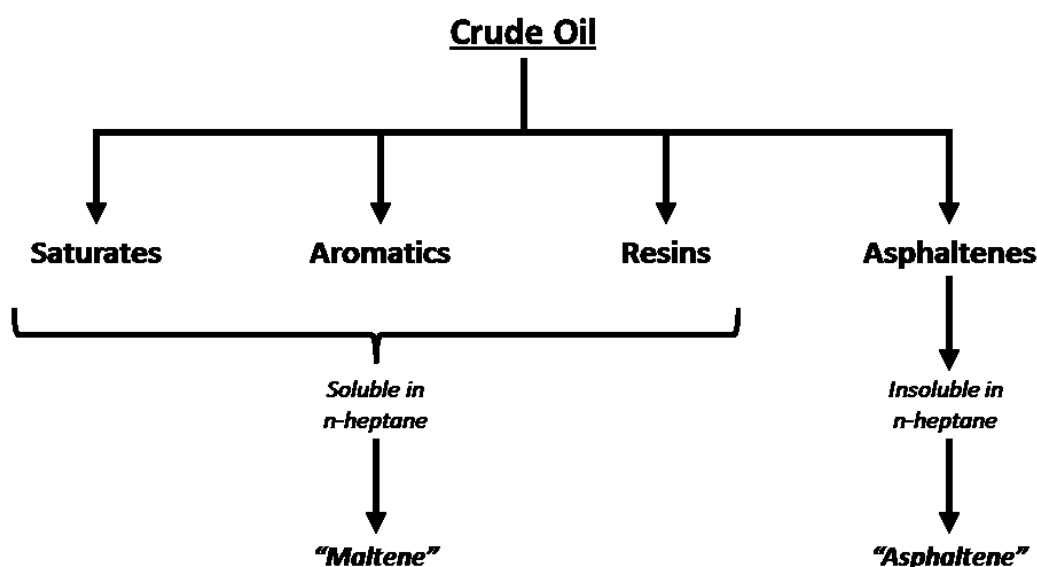 Crude Oil
Saturates
Aromatics
Resins
Asphaltenes
Soluble in
n-heptane
Insoluble in
n-heptane
“Maltene”
“Asphaltene”